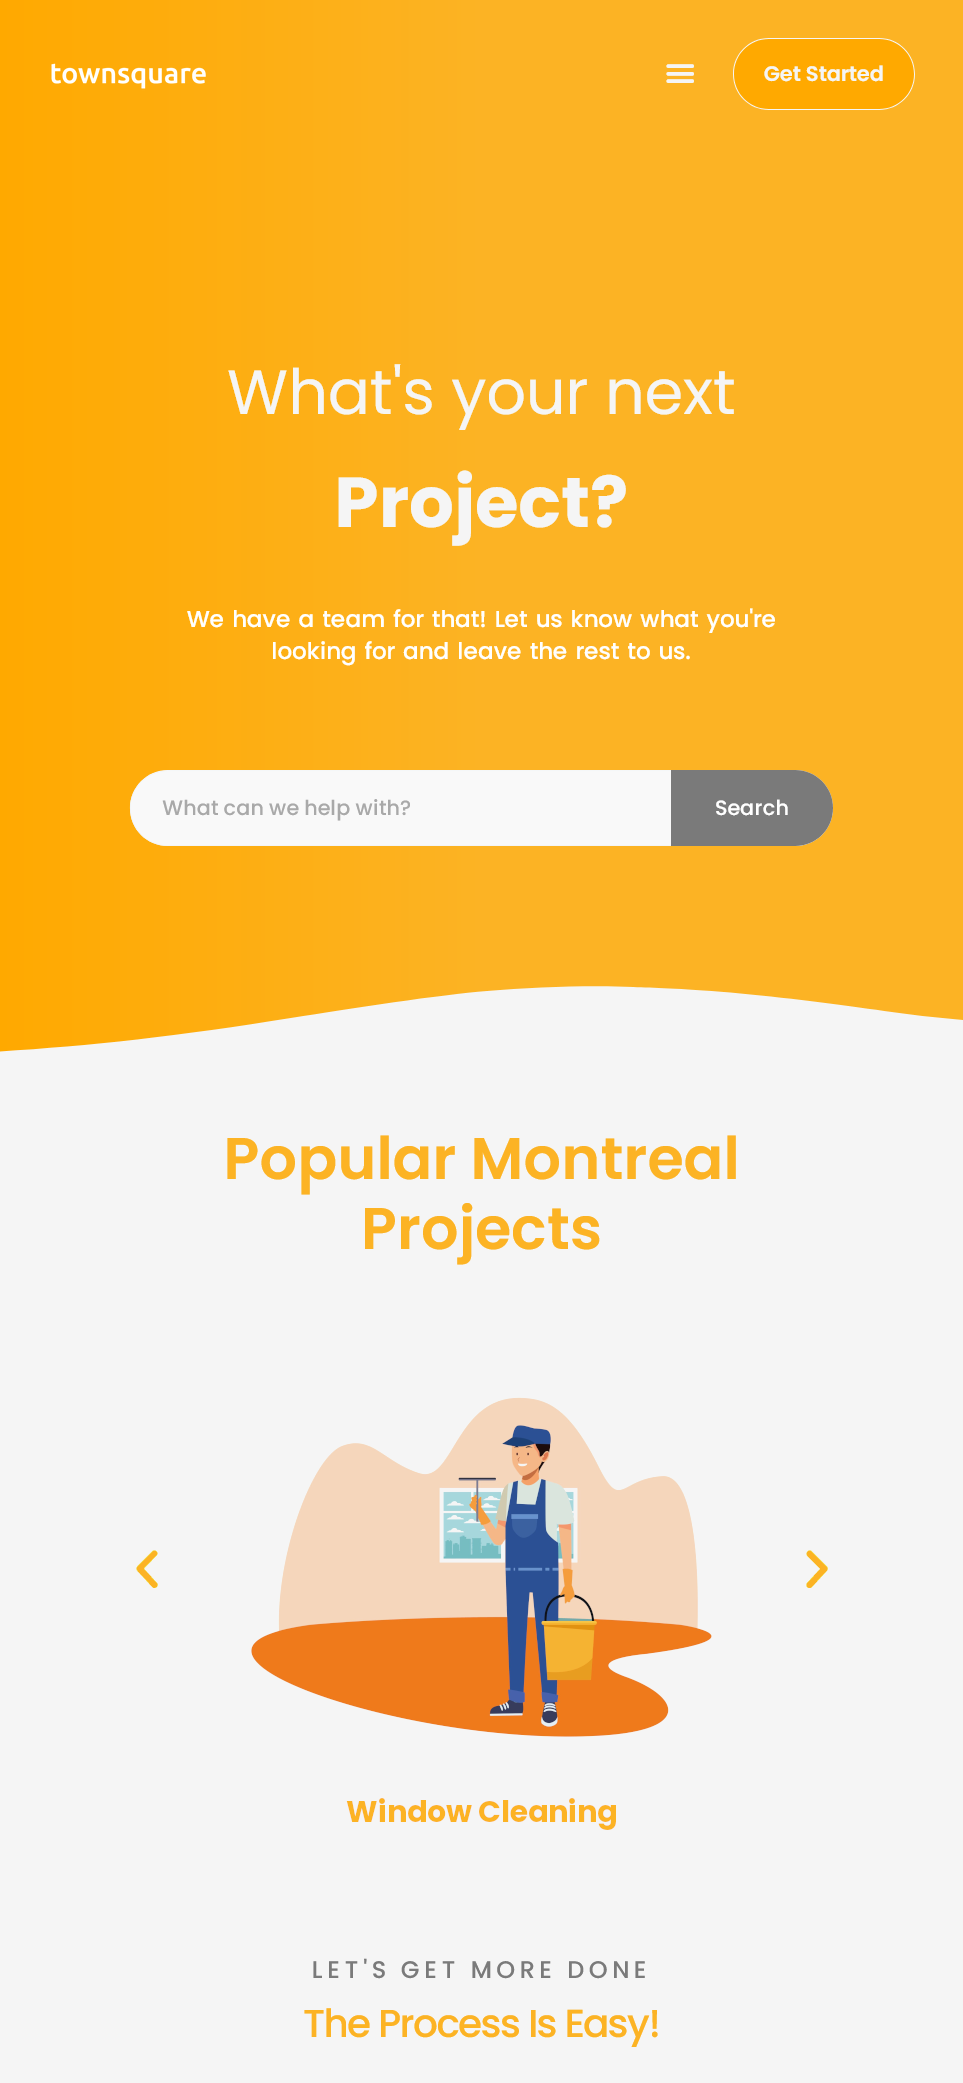 townsquare
Get Started
What's your next
Project?
We have a team for that! Let us know what you're
looking for and leave the rest to us.
What can we help with?
Search
Popular Montreal
Projects
Window Cleaning
LET'S GET MORE DONE
The Process Is Easy!